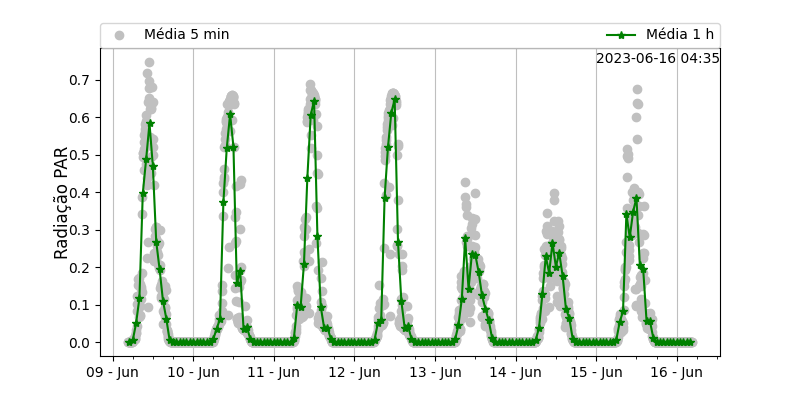 Média 5 min
Média 1 h
2023-06-16 04:35
Radiação PAR
0.7
0.6
0.5
0.4
0.3
0.2
0.1
0.0
09 - Jun
10 - Jun
11 - Jun
12 - Jun
13 - Jun
14 - Jun
15 - Jun
16 - Jun